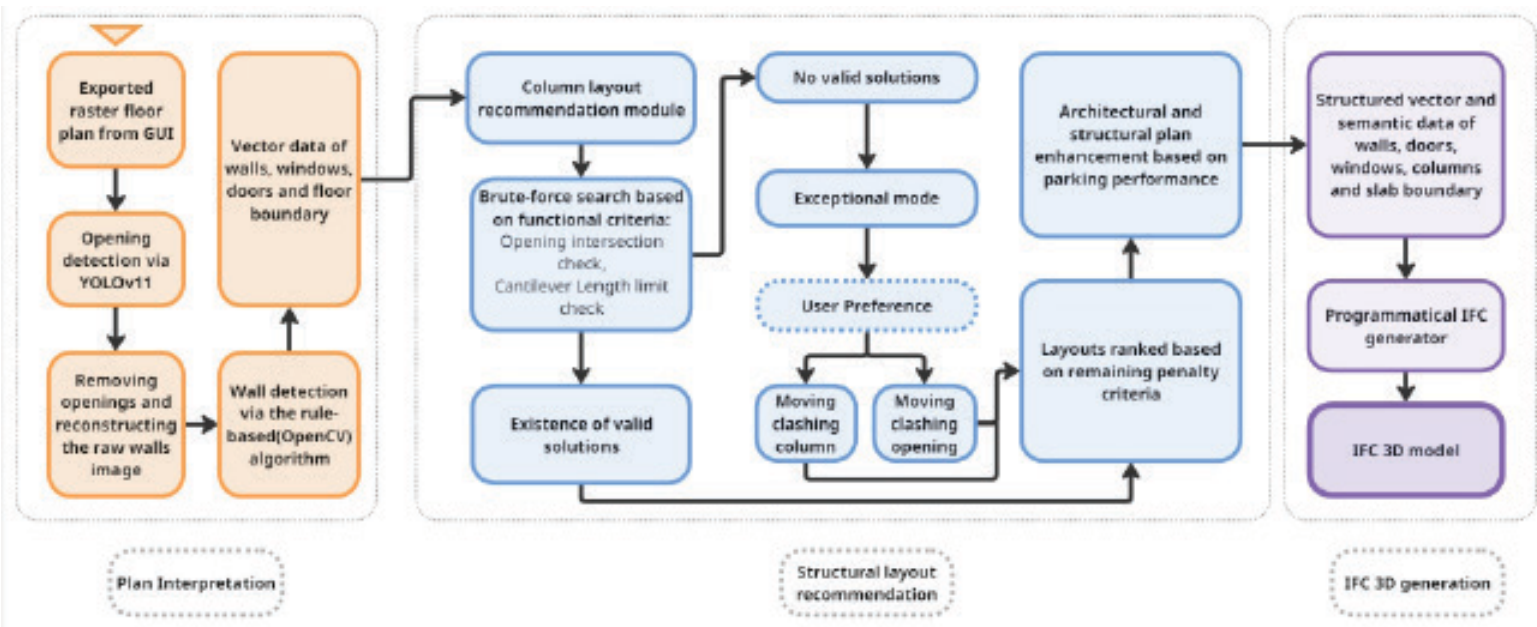 Exported
raster floor
plan from GUI
Opening
detection via
YOLOv11
Removing
openings and
reconstructing
the raw walls
image
Wall detection
via the rule-
based(OpenCV)
algorithm
Vector data of
walls, windows,
doors and floor
boundary
Plan Interpretation
Column layout
recommendation module
Brute-force search based
on functional criteria:
Opening intersection
check,
Cantilever Length limit
check
Existence of valid
solutions
No valid solutions
Exceptional mode
User Preference
Moving
clashing
column
Moving
clashing
opening
Layouts ranked based
on remaining penalty
criteria
Architectural and
structural plan
enhancement based on
parking performance
Structural layout
recommendation
Structured vector and
semantic data of
walls, doors,
windows, columns
and slab boundary
Programmatical IFC
generator
IFC 3D model
IFC 3D generation